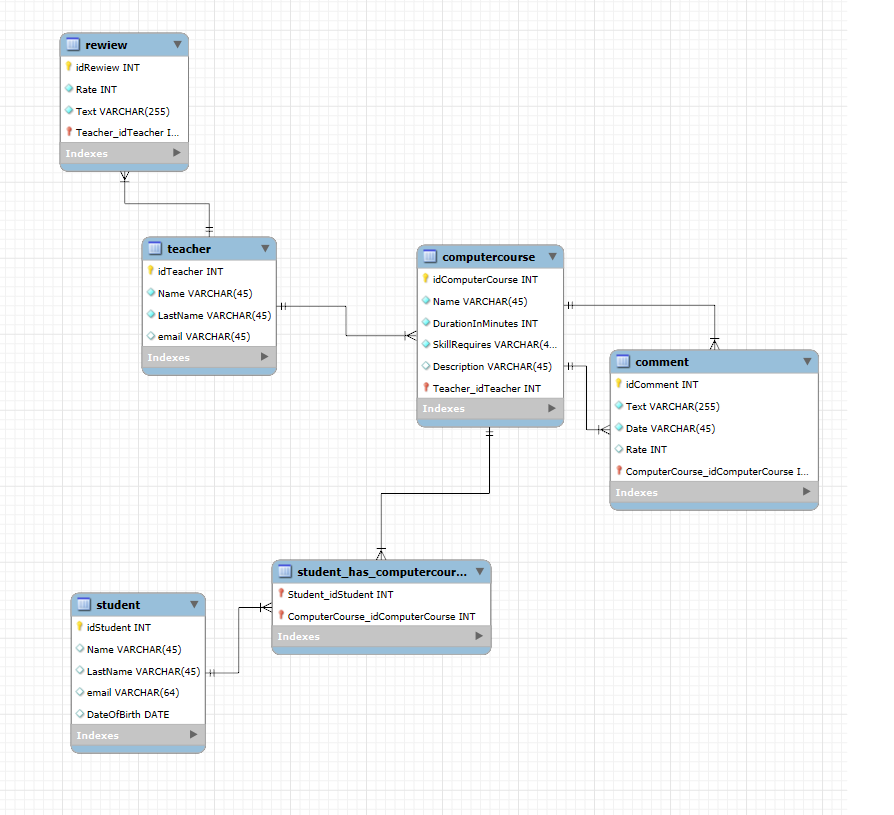 rewiew
idRewiew INT
Rate INT
Text VARCHAR(255)
Teacher_idTeacher I...
Indexes
teacher
idTeacher INT
Name VARCHAR(45)
LastName VARCHAR(45)
email VARCHAR(45)
Indexes
computercourse
idComputerCourse INT
Name VARCHAR(45)
DurationInMinutes INT
SkillRequires VARCHAR(4...
Description VARCHAR(45)
Teacher_idTeacher INT
Indexes
comment
idComment INT
Text VARCHAR(255)
Date VARCHAR(45)
Rate INT
ComputerCourse_idComputerCourse I...
Indexes
student_has_computercour...
Student_idStudent INT
ComputerCourse_idComputerCourse INT
Indexes
student
idStudent INT
Name VARCHAR(45)
LastName VARCHAR(45)
email VARCHAR(64)
DateOfBirth DATE
Indexes